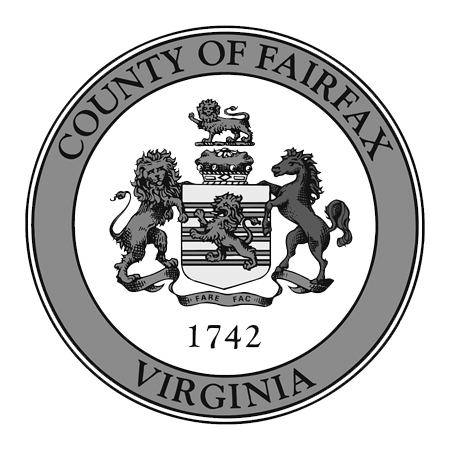 COUNTY OF FAIRFAX
FARE FAC
1742
VIRGINIA